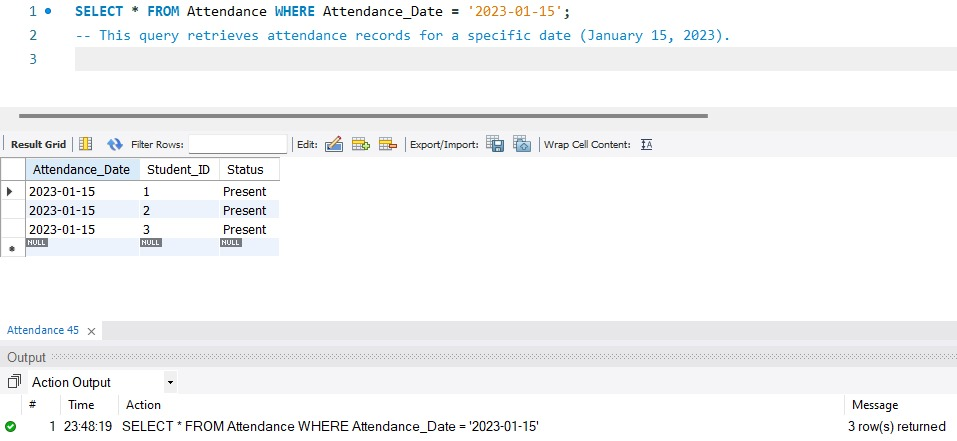 1 SELECT * FROM Attendance WHERE Attendance_Date = '2023-01-15';
2 -- This query retrieves attendance records for a specific date (January 15, 2023).
3
Result Grid Filter Rows: Edit: Export/Import: Wrap Cell Content: IA
Attendance_Date Student_ID Status
2023-01-15 1 Present
2023-01-15 2 Present
2023-01-15 3 Present
NULL NULL NULL
Attendance 45
Output
Action Output
# Time Action Message
1 23:48:19 SELECT * FROM Attendance WHERE Attendance_Date = '2023-01-15' 3 row(s) returned